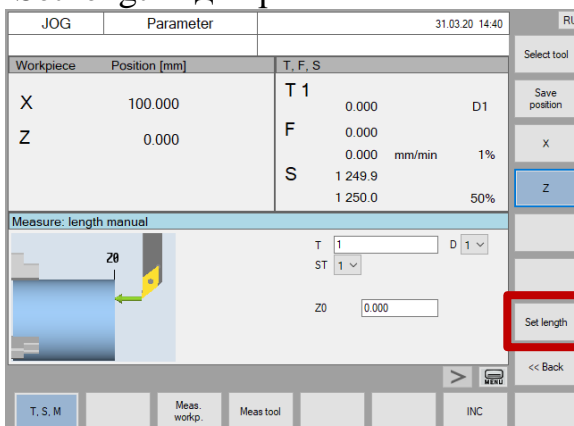 JOG Parameter 31.03.20 14:40
Select tool
Workpiece Position [mm] T, F, S
T 1
X 100.000 0.000 D1
Save
position
Z 0.000 F 0.000
0.000 mm/min 1%
X
S 1 249.9
1 250.0 50%
Z
Measure: length manual
T 1 D 1
ST 1
Z0
Z0 0.000
Set length
<< Back
> MENU
T, S, M Meas.
workp. Meas tool INC